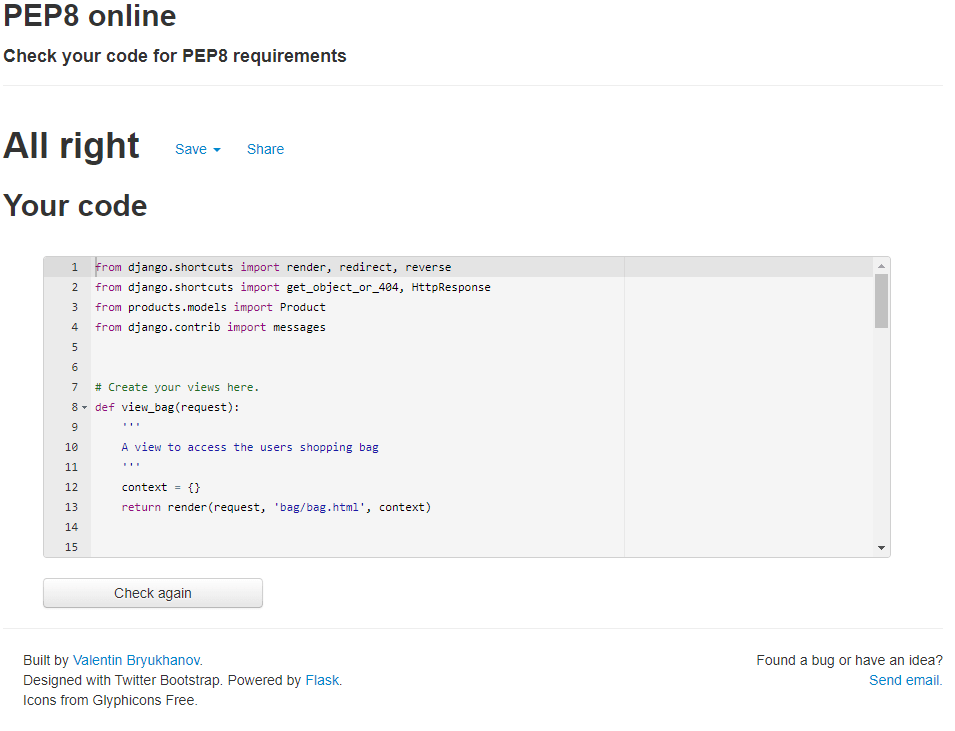 PEP8 online
Check your code for PEP8 requirements
All right Save Share
Your code
1 from django.shortcuts import render, redirect, reverse
2 from django.shortcuts import get_object_or_404, HttpResponse
3 from products.models import Product
4 from django.contrib import messages
5
6
7 # Create your views here.
8 def view_bag(request):
9     '''
10     A view to access the users shopping bag
11     '''
12     context = {}
13     return render(request, 'bag/bag.html', context)
14
15
Check again
Built by Valentin Bryukhanov. Found a bug or have an idea?
Designed with Twitter Bootstrap. Powered by Flask. Send email.
Icons from Glyphicons Free.